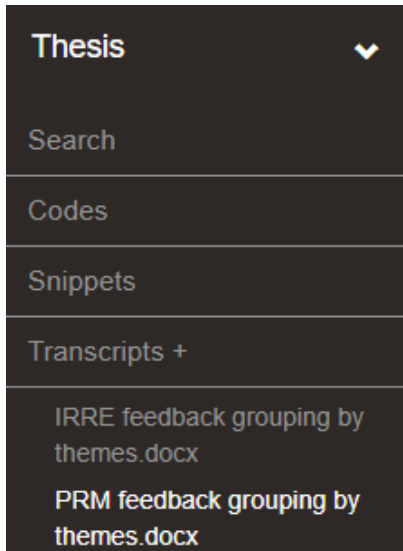 Thesis
Search
Codes
Snippets
Transcripts +
IRRE feedback grouping by
themes.docx
PRM feedback grouping by
themes.docx